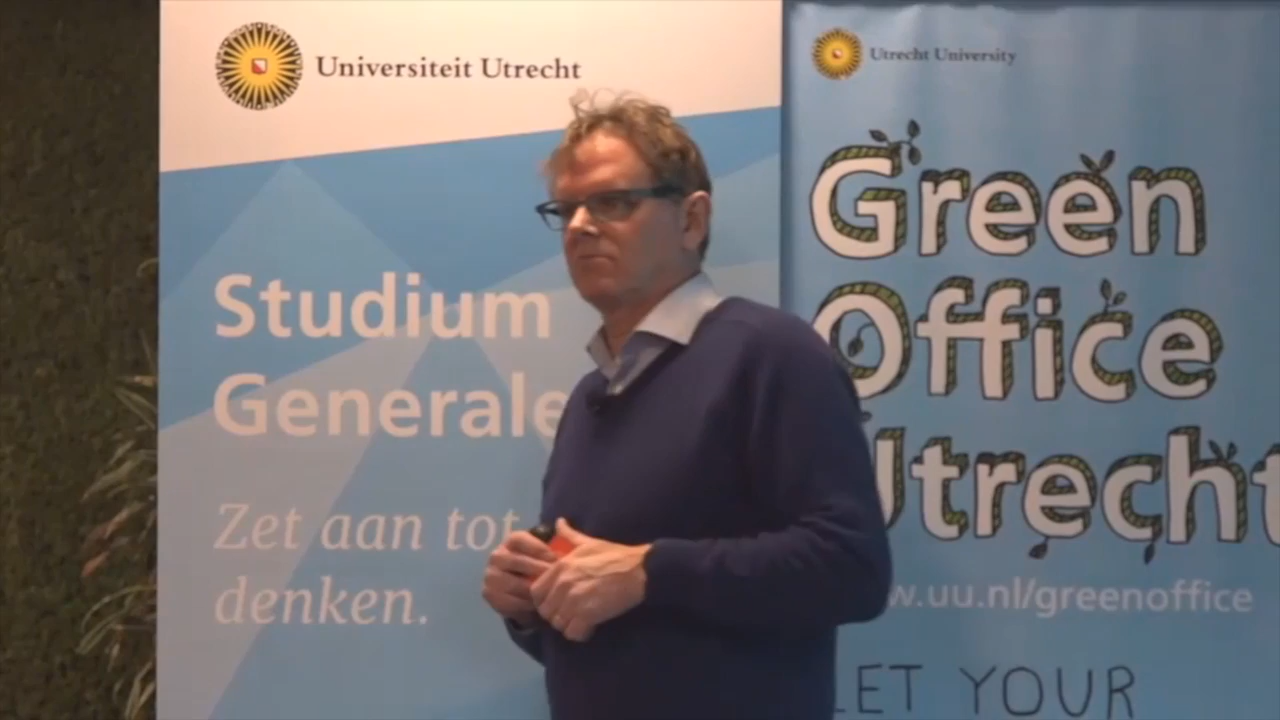 Universiteit Utrecht
Studium
Generale
Zet aan tot
denken.
Utrecht University
Green
Office
Utrecht
w.uu.nl/greenoffice
LET YOUR